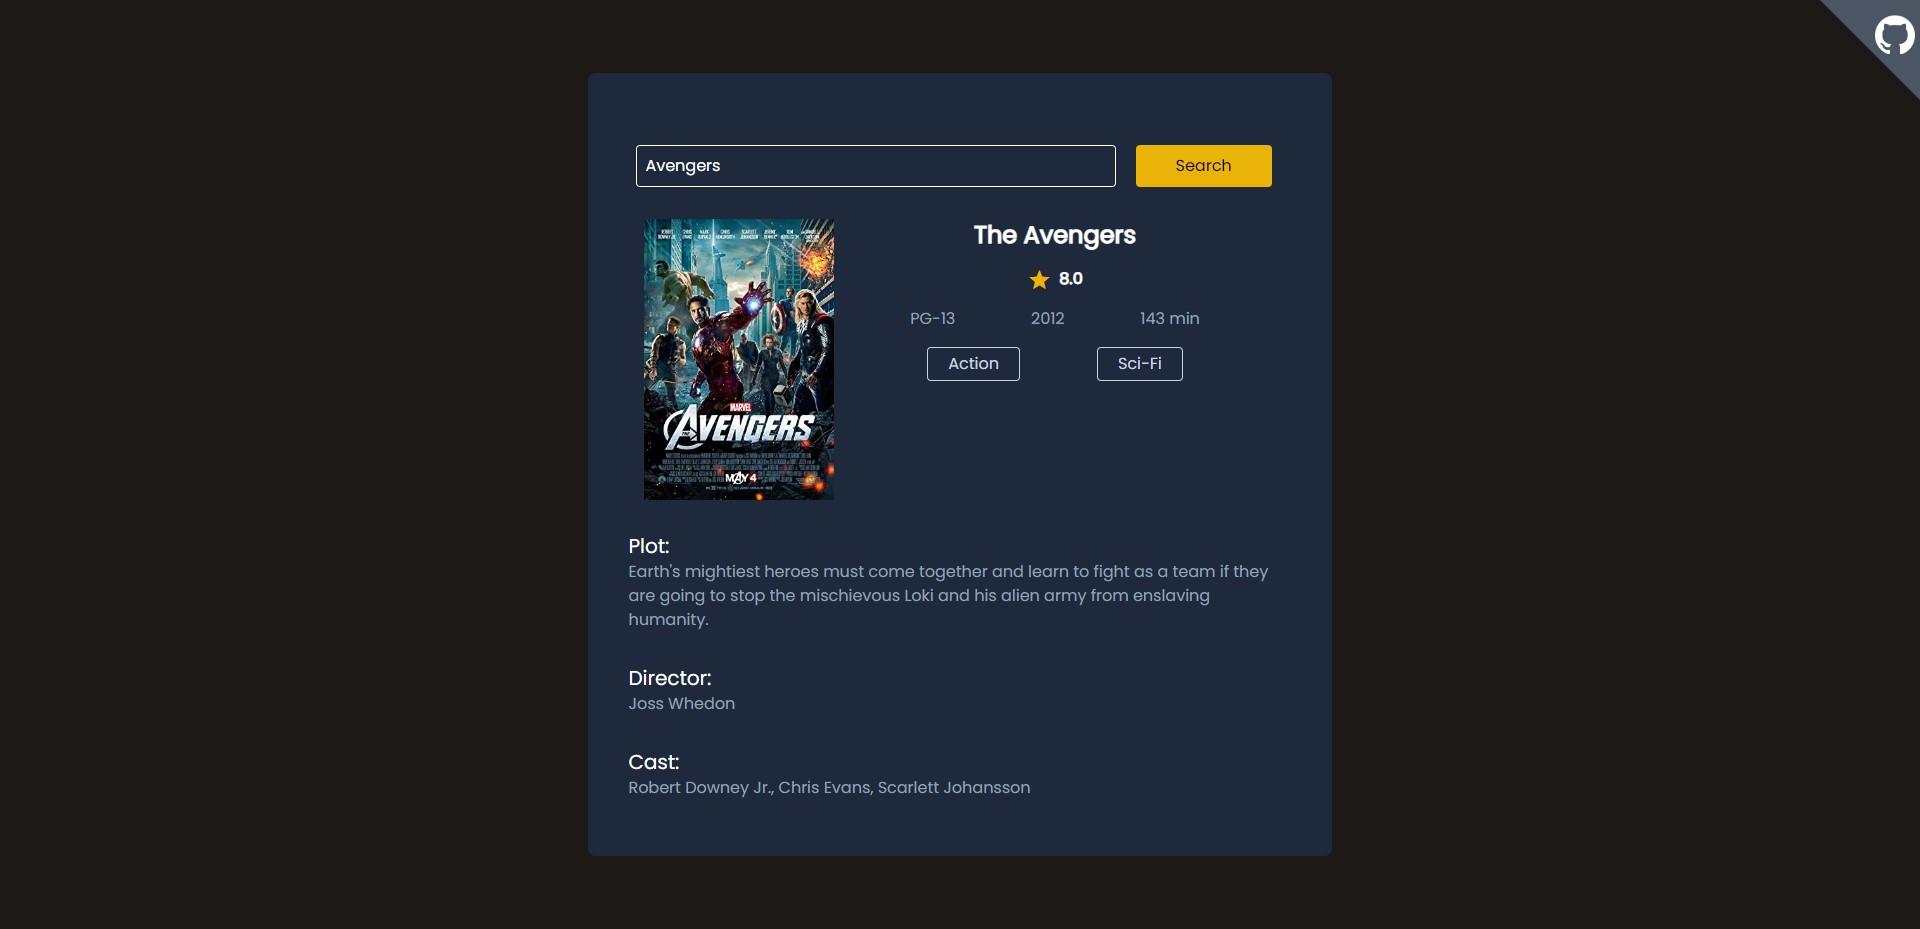 Avengers
Search
The Avengers
8.0
PG-13 2012 143 min
Action Sci-Fi
MARVEL
AVENGERS
MAY 4
Plot:
Earth's mightiest heroes must come together and learn to fight as a team if they
are going to stop the mischievous Loki and his alien army from enslaving
humanity.
Director:
Joss Whedon
Cast:
Robert Downey Jr., Chris Evans, Scarlett Johansson